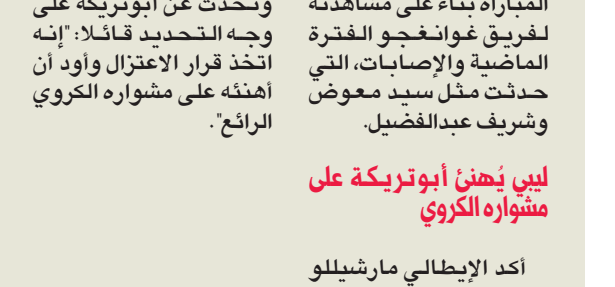 المباراة بناء على مشاهدته
لفريق غوانغجو الفترة
الماضية والإصابات، التي
حدثت مثل سيد معوض
وشريف عبدالفضيل.
ليبي يُهنئ أبوتريكة على
مشواره الكروي
أكد الإيطالي مارشيللو
وتحدث عن أبوتريكة على
وجه التحديد قائلا: "إنه
اتخذ قرار الاعتزال وأود أن
أهنئه على مشواره الكروي
الرائع".